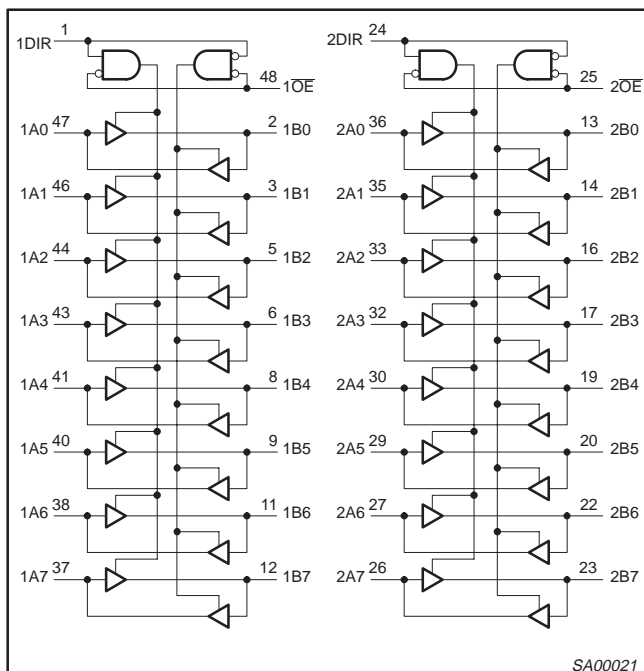 1DIR 1 2DIR 24
48 1O̅E̅ 25 2O̅E̅
1A0 47 2 1B0 2A0 36 13 2B0
1A1 46 3 1B1 2A1 35 14 2B1
1A2 44 5 1B2 2A2 33 16 2B2
1A3 43 6 1B3 2A3 32 17 2B3
1A4 41 8 1B4 2A4 30 19 2B4
1A5 40 9 1B5 2A5 29 20 2B5
1A6 38 11 1B6 2A6 27 22 2B6
1A7 37 12 1B7 2A7 26 23 2B7
SA00021